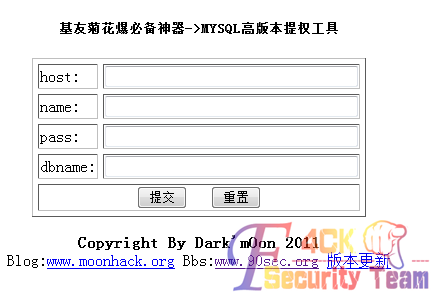 基友菊花爆必备神器->MYSQL高版本提权工具
host:
name:
pass:
dbname:
提交 重置
Copyright By Dark'mOon 2011
Blog:www.moonhack.org Bbs:www.90sec.org 版本更新
F4CK
Security Team